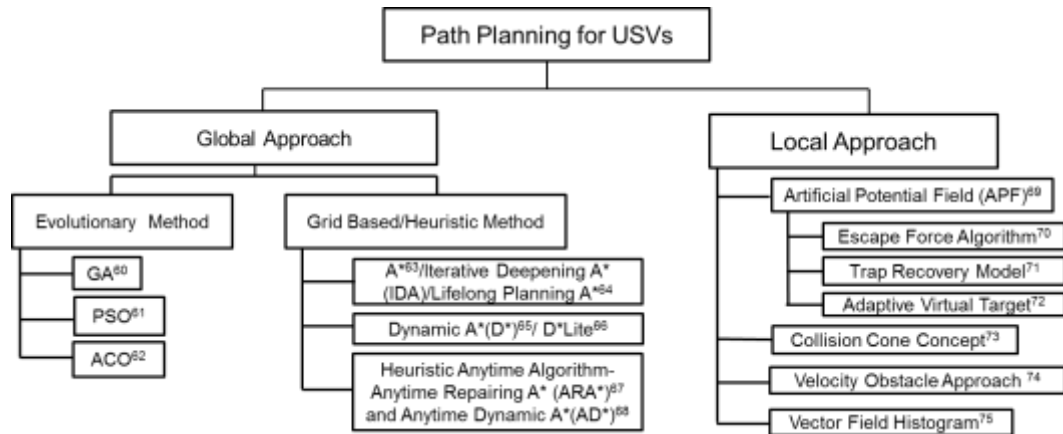 Path Planning for USVs
Global Approach
Local Approach
Evolutionary Method
Grid Based/Heuristic Method
GA⁶⁰
PSO⁶¹
ACO⁶²
A*⁶³/Iterative Deepening A*
(IDA)/Lifelong Planning A*⁶⁴
Dynamic A*(D*)⁶⁵/ D*Lite⁶⁶
Heuristic Anytime Algorithm-
Anytime Repairing A* (ARA*)⁶⁷
and Anytime Dynamic A*(AD*)⁶⁸
Artificial Potential Field (APF)⁶⁹
Escape Force Algorithm⁷⁰
Trap Recovery Model⁷¹
Adaptive Virtual Target⁷²
Collision Cone Concept⁷³
Velocity Obstacle Approach ⁷⁴
Vector Field Histogram⁷⁵